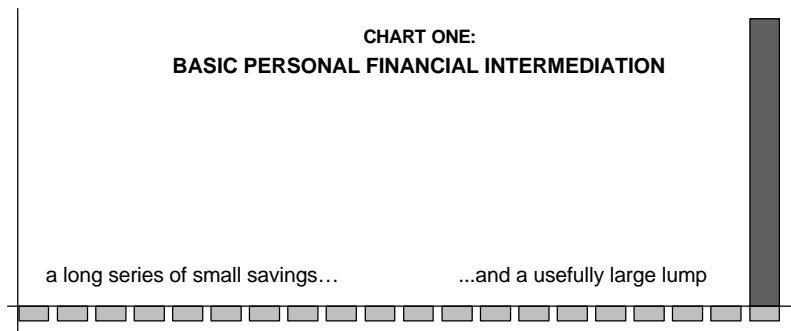 CHART ONE:
BASIC PERSONAL FINANCIAL INTERMEDIATION
a long series of small savings… ...and a usefully large lump